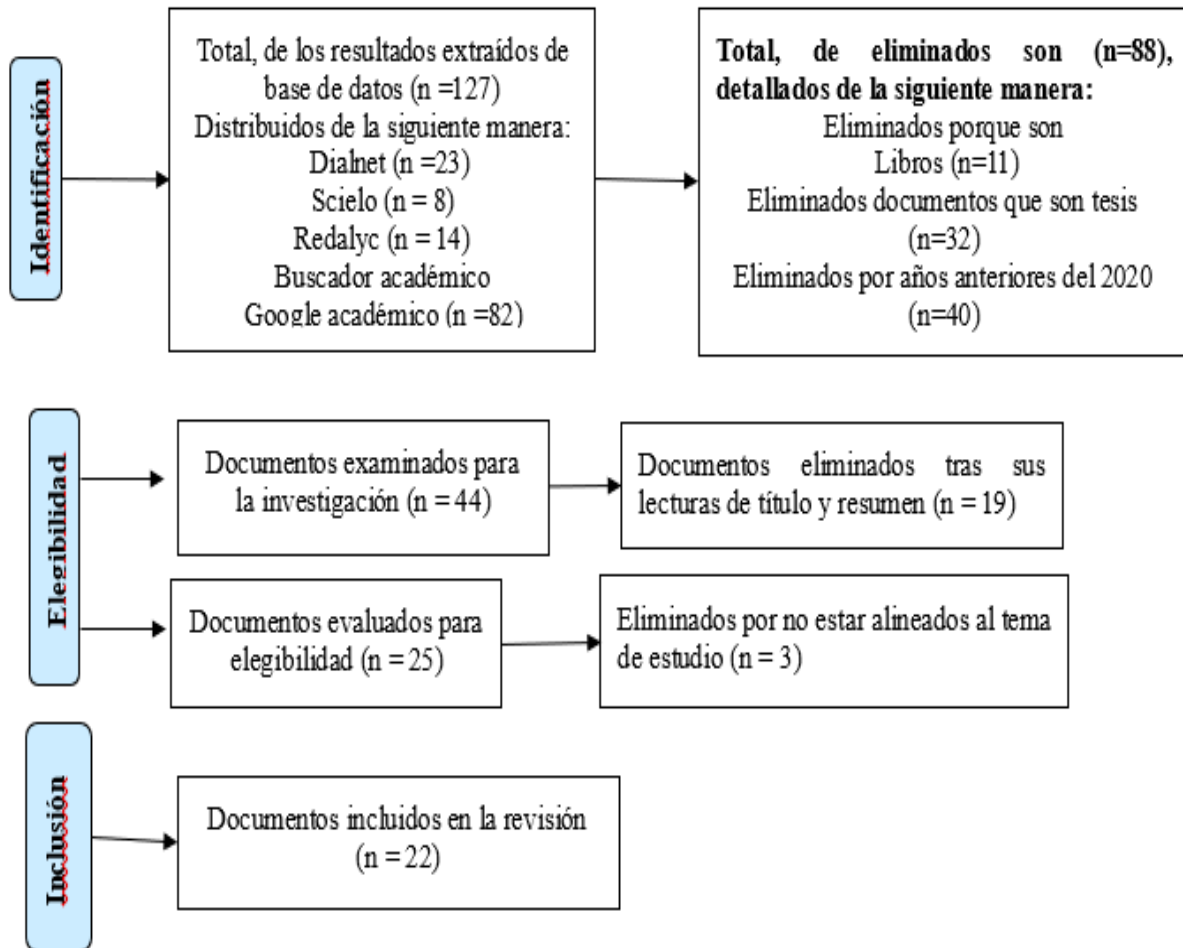 Identificación
Total, de los resultados extraídos de
base de datos (n =127)
Distribuidos de la siguiente manera:
Dialnet (n =23)
Scielo (n = 8)
Redalyc (n = 14)
Buscador académico
Google académico (n =82)
Total, de eliminados son (n=88),
detallados de la siguiente manera:
Eliminados porque son
Libros (n=11)
Eliminados documentos que son tesis
(n=32)
Eliminados por años anteriores del 2020
(n=40)
Elegibilidad
Documentos examinados para
la investigación (n = 44)
Documentos eliminados tras sus
lecturas de título y resumen (n = 19)
Documentos evaluados para
elegibilidad (n = 25)
Eliminados por no estar alineados al tema
de estudio (n = 3)
Inclusión
Documentos incluidos en la revisión
(n = 22)